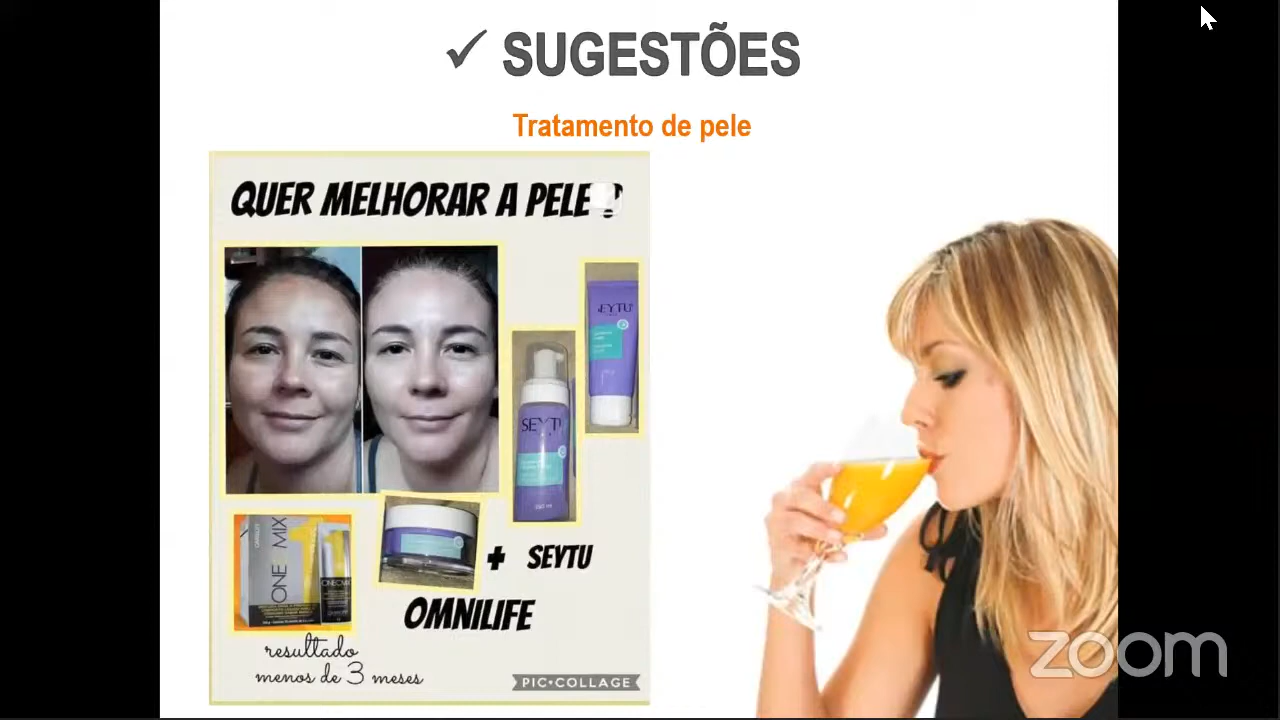 ✓ SUGESTÕES
Tratamento de pele
QUER MELHORAR A PELE ?
SEYTU
SEYTU
ONE MIX
+ SEYTU
OMNILIFE
resultado
menos de 3 meses
PIC•COLLAGE
zoom